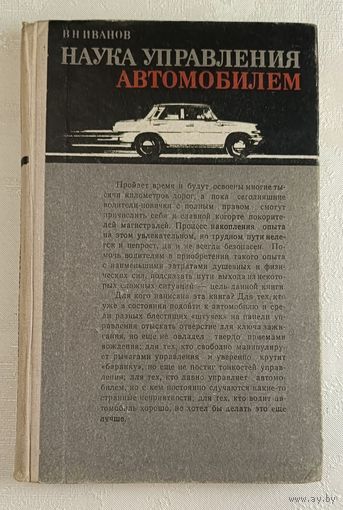 В Н ИВАНОВ
НАУКА УПРАВЛЕНИЯ
АВТОМОБИЛЕМ
Пройдет время и будут освоены многие ты-
сячи километров дорог, а пока сегодняшние
водители-новички с полным правом смогут
причислить себя к славной когорте покорите-
лей магистралей. Процесс накопления опыта
на этом увлекательном, но трудном пути нелег-
ок и непрост, да и не всегда безопасен. По-
мочь водителям в приобретении такого опыта
с наименьшими затратами душевных и физи-
ческих сил, подсказать пути выхода из некото-
рых сложных ситуаций — цель данной книги.
Для кого написана эта книга? Для тех, кто
уже в состоянии подойти к автомобилю и сре-
ди разных блестящих «штучек» на панели уп-
равления отыскать отверстие для ключа зажи-
гания, но еще не овладел твердо приемами
вождения; для тех, кто свободно манипулиру-
ет рычагами управления и уверенно крутит
«баранку», но еще не постиг тонкостей управ-
ления; для тех, кто давно управляет автомо-
билем, но с кем постоянно случаются какие-то
странные неприятности; для тех, кто водит ав-
томобиль хорошо, но хотел бы делать это еще
лучше.
www.ay.by